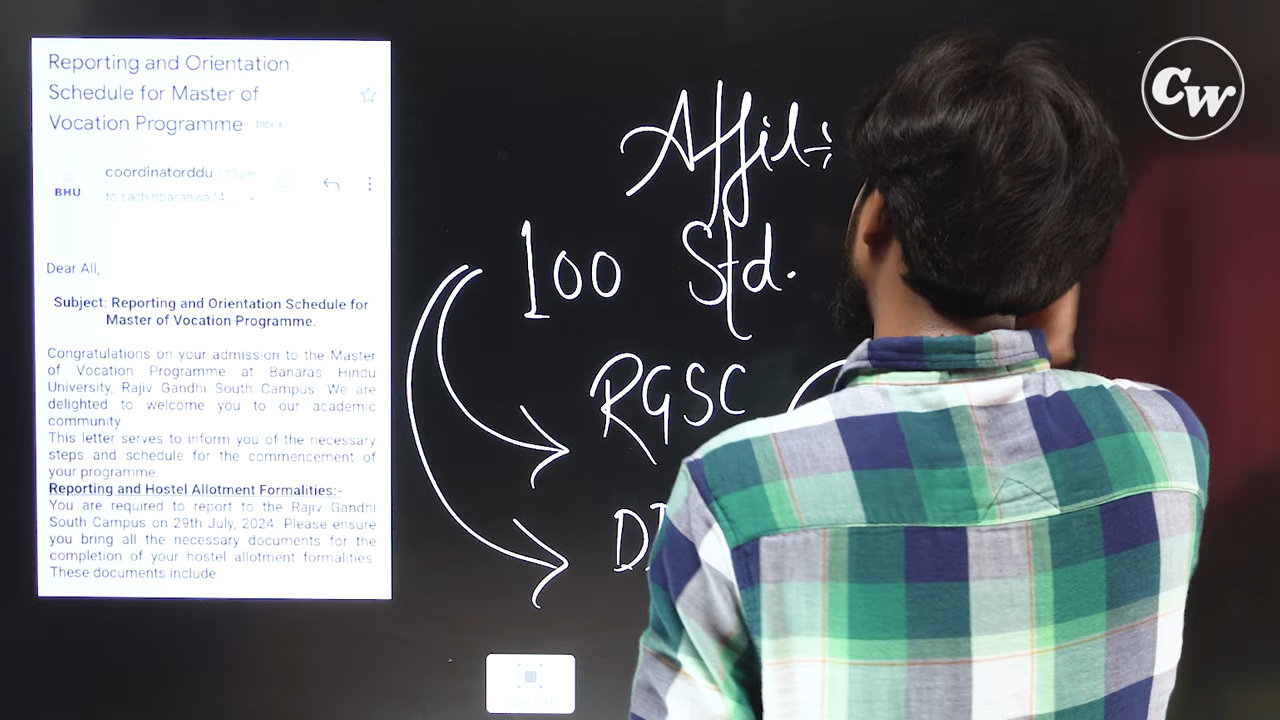 Reporting and Orientation
Schedule for Master of
Vocation Programme Inbox
coordinatorddu 1:10 pm
BHU
to sachinbaranwal14
Dear All,
Subject: Reporting and Orientation Schedule for
Master of Vocation Programme.
Congratulations on your admission to the Master
of Vocation Programme at Banaras Hindu
University, Rajiv Gandhi South Campus. We are
delighted to welcome you to our academic
community.
This letter serves to inform you of the necessary
steps and schedule for the commencement of
your programme.
Reporting and Hostel Allotment Formalities:-
You are required to report to the Rajiv Gandhi
South Campus on 29th July, 2024. Please ensure
you bring all the necessary documents for the
completion of your hostel allotment formalities.
These documents include
Affil-:
100 Std.
RGSC
CW